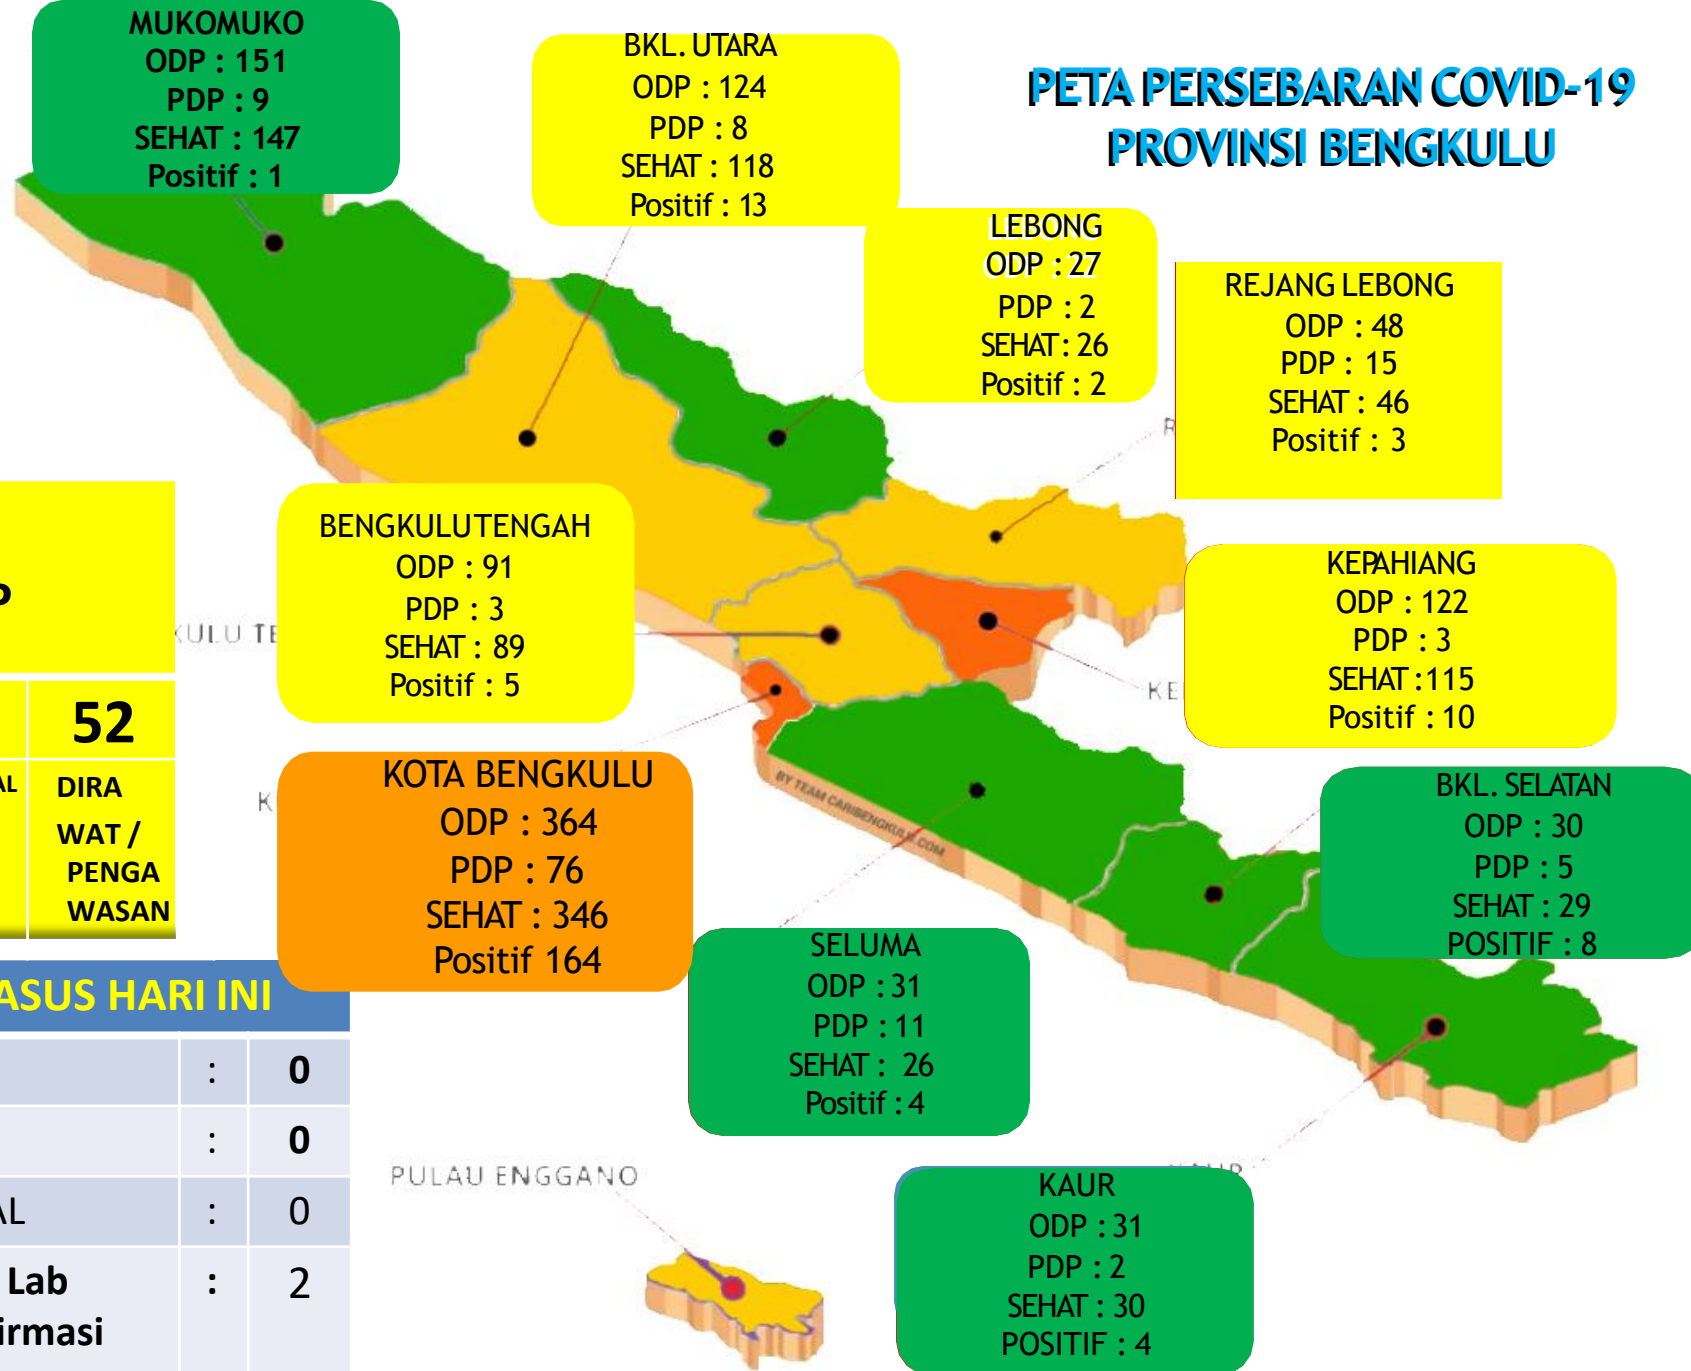 MUKOMUKO
ODP : 151
PDP : 9
SEHAT : 147
Positif : 1
BKL. UTARA
ODP : 124
PDP : 8
SEHAT : 118
Positif : 13
PETA PERSEBARAN COVID-19
PROVINSI BENGKULU
LEBONG
ODP : 27
PDP : 2
SEHAT : 26
Positif : 2
REJANG LEBONG
ODP : 48
PDP : 15
SEHAT : 46
Positif : 3
BENGKULUTENGAH
ODP : 91
PDP : 3
SEHAT : 89
Positif : 5
KEPAHIANG
ODP : 122
PDP : 3
SEHAT :115
Positif : 10
52
DIRA
WAT /
PENGA
WASAN
KOTA BENGKULU
ODP : 364
PDP : 76
SEHAT : 346
Positif 164
BY TEAM CARIBENGKULU.COM
BKL. SELATAN
ODP : 30
PDP : 5
SEHAT : 29
POSITIF : 8
SELUMA
ODP : 31
PDP : 11
SEHAT : 26
Positif : 4
ASUS HARI INI
: 0
: 0
AL : 0
Lab : 2
irmasi
PULAU ENGGANO
KAUR
ODP : 31
PDP : 2
SEHAT : 30
POSITIF : 4